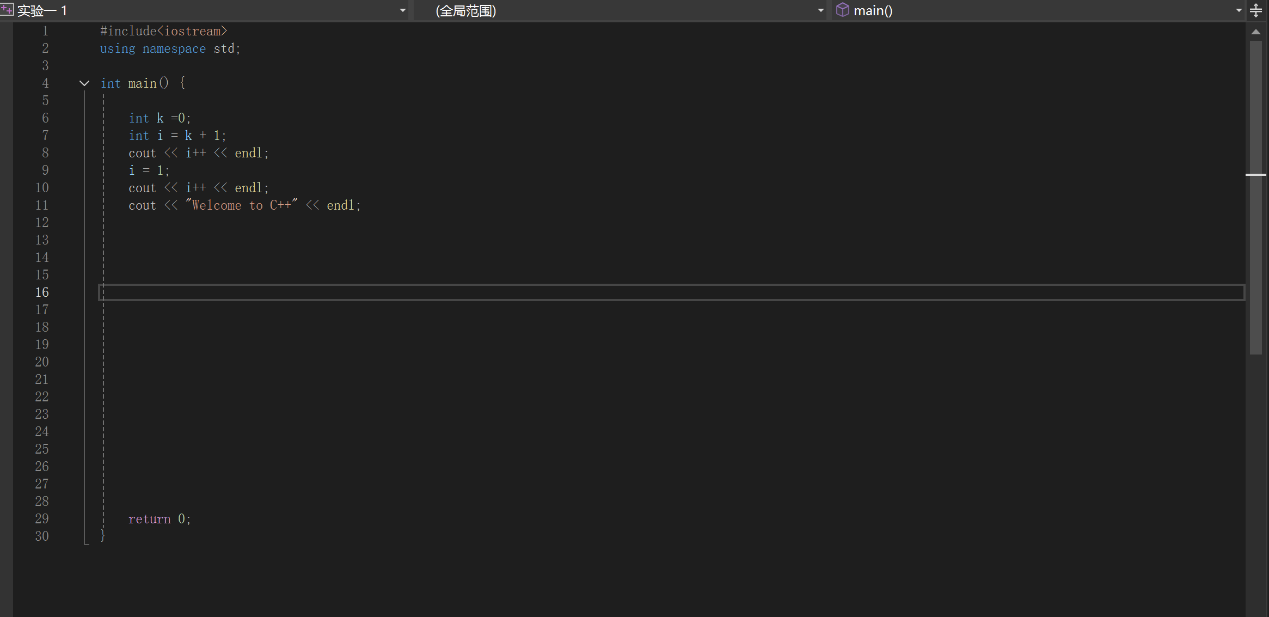 实验一 1 (全局范围) main()
1 #include<iostream>
2 using namespace std;
3
4 int main() {
5
6 int k =0;
7 int i = k + 1;
8 cout << i++ << endl;
9 i = 1;
10 cout << i++ << endl;
11 cout << "Welcome to C++" << endl;
12
13
14
15
16
17
18
19
20
21
22
23
24
25
26
27
28
29 return 0;
30 }